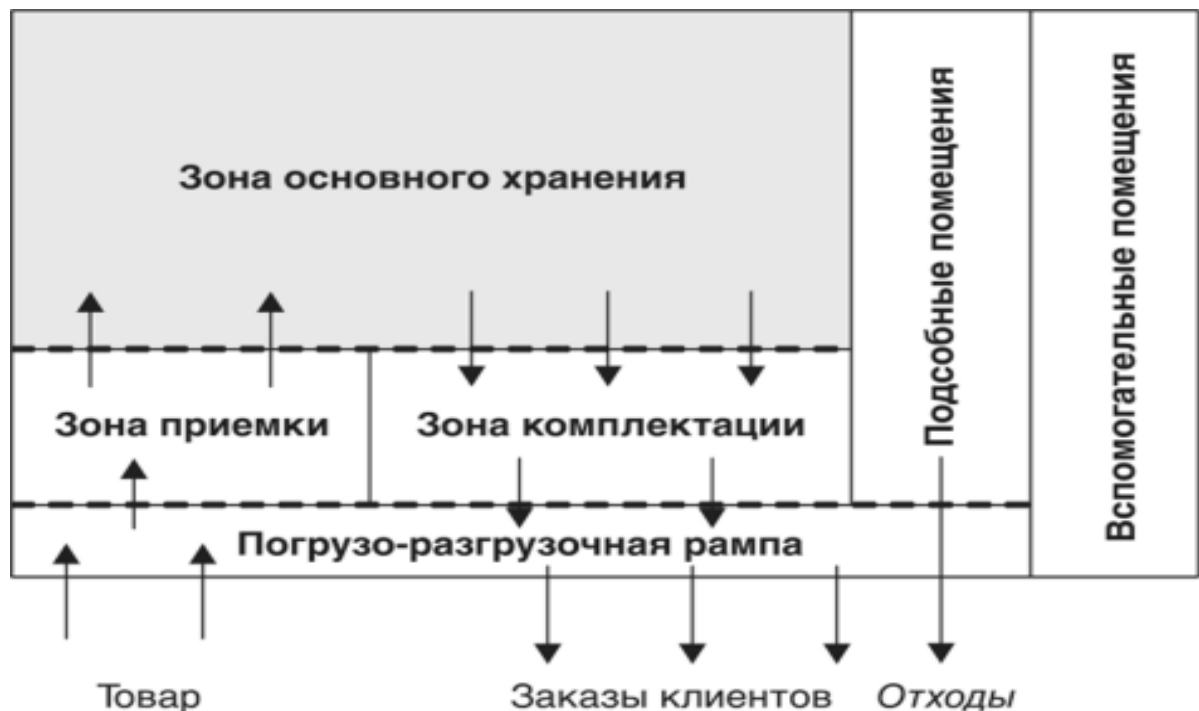 Зона основного хранения
Подсобные помещения
Вспомогательные помещения
Зона приемки
Зона комплектации
Погрузо-разгрузочная рампа
Товар
Заказы клиентов
Отходы